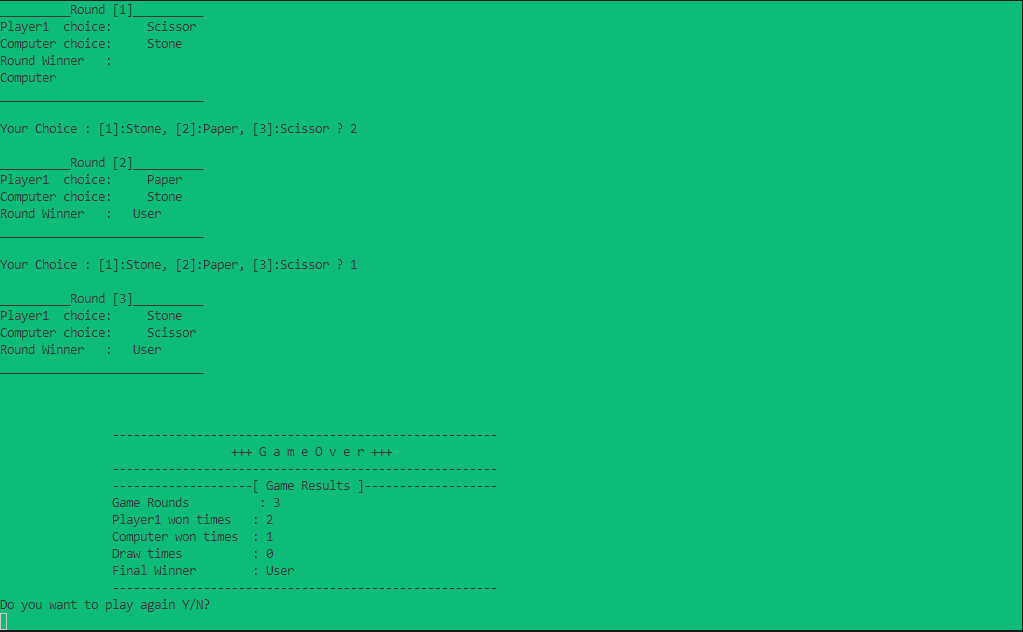 __________Round [1]__________
Player1  choice:     Scissor
Computer choice:     Stone
Round Winner   :
Computer
_____________________________
Your Choice : [1]:Stone, [2]:Paper, [3]:Scissor ? 2
__________Round [2]__________
Player1  choice:     Paper
Computer choice:     Stone
Round Winner   :   User
_____________________________
Your Choice : [1]:Stone, [2]:Paper, [3]:Scissor ? 1
__________Round [3]__________
Player1  choice:     Stone
Computer choice:     Scissor
Round Winner   :   User
_____________________________
-------------------------------------------------------
+++ G a m e O v e r +++
-------------------------------------------------------
--------------------[ Game Results ]-------------------
Game Rounds          : 3
Player1 won times   : 2
Computer won times  : 1
Draw times          : 0
Final Winner        : User
-------------------------------------------------------
Do you want to play again Y/N?